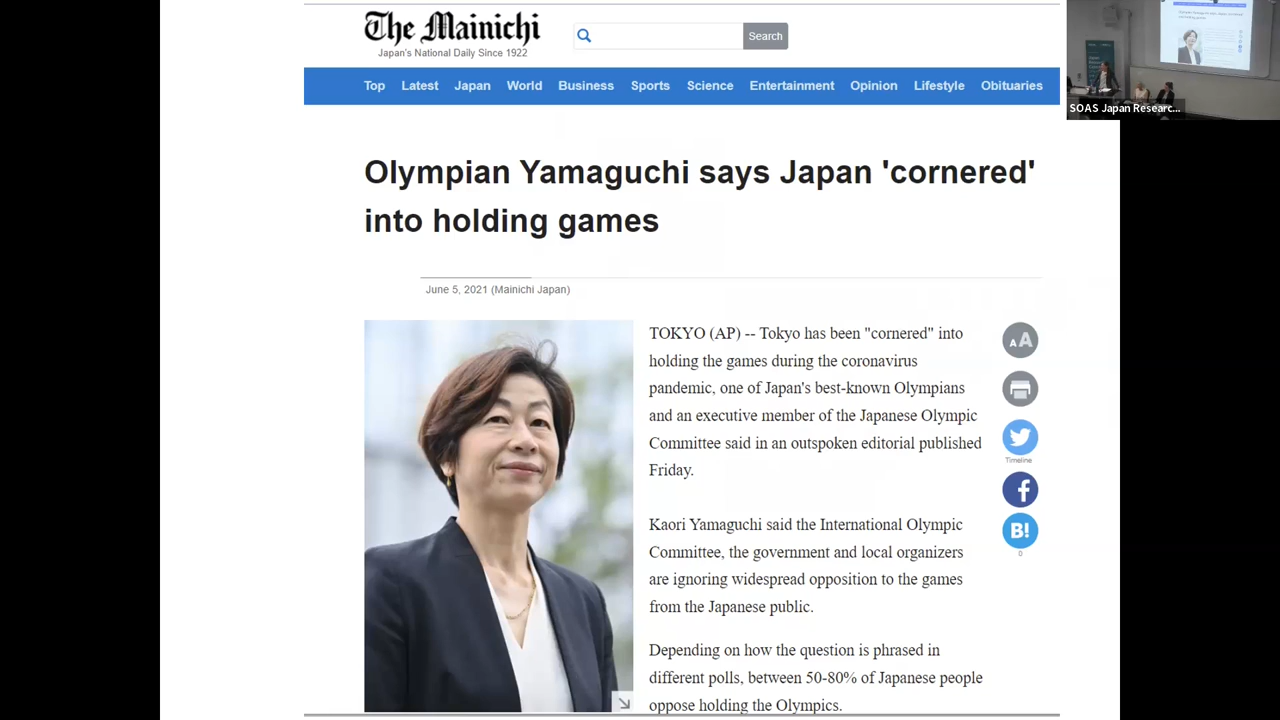 The Mainichi
Japan's National Daily Since 1922
Search
Top Latest Japan World Business Sports Science Entertainment Opinion Lifestyle Obituaries
SOAS Japan Researc...
Olympian Yamaguchi says Japan 'cornered'
into holding games
June 5, 2021 (Mainichi Japan)
TOKYO (AP) -- Tokyo has been "cornered" into
holding the games during the coronavirus
pandemic, one of Japan's best-known Olympians
and an executive member of the Japanese Olympic
Committee said in an outspoken editorial published
Friday.
Kaori Yamaguchi said the International Olympic
Committee, the government and local organizers
are ignoring widespread opposition to the games
from the Japanese public.
Depending on how the question is phrased in
different polls, between 50-80% of Japanese people
oppose holding the Olympics.
AA
Timeline
f
B!
0